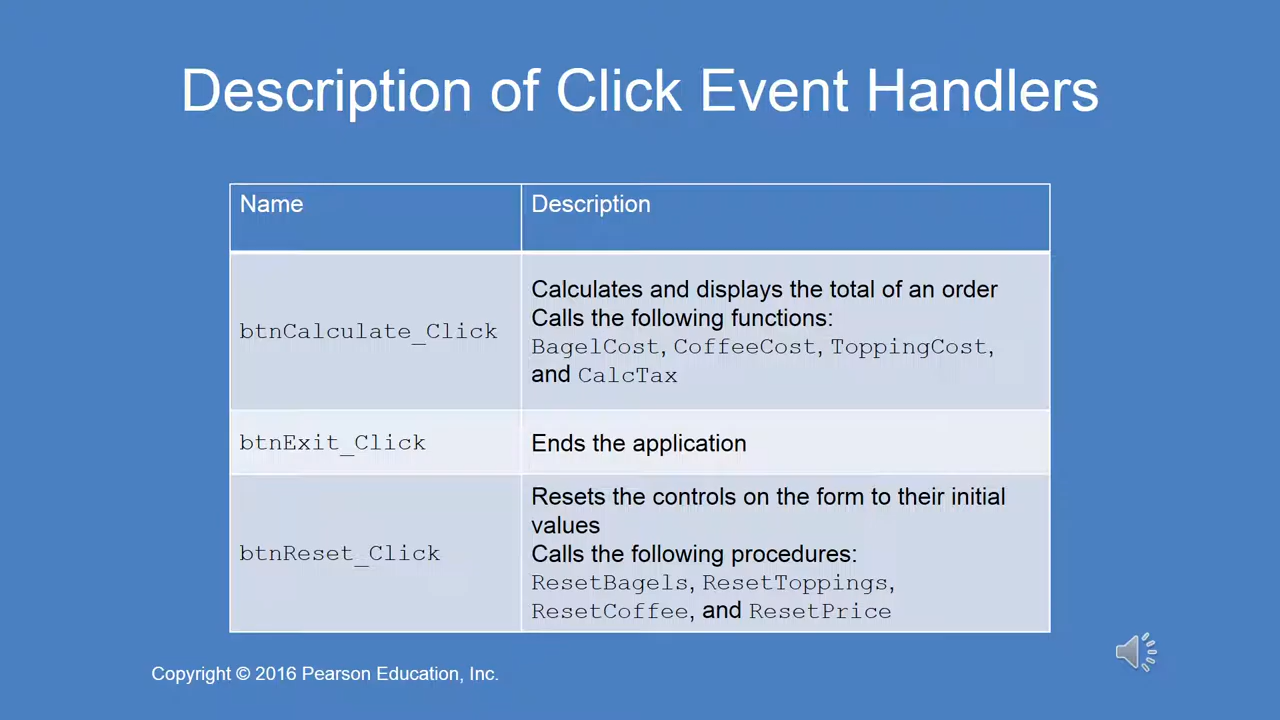 Description of Click Event Handlers
Name
Description
btnCalculate_Click
Calculates and displays the total of an order
Calls the following functions:
BagelCost, CoffeeCost, ToppingCost,
and CalcTax
btnExit_Click
Ends the application
btnReset_Click
Resets the controls on the form to their initial
values
Calls the following procedures:
ResetBagels, ResetToppings,
ResetCoffee, and ResetPrice
Copyright © 2016 Pearson Education, Inc.